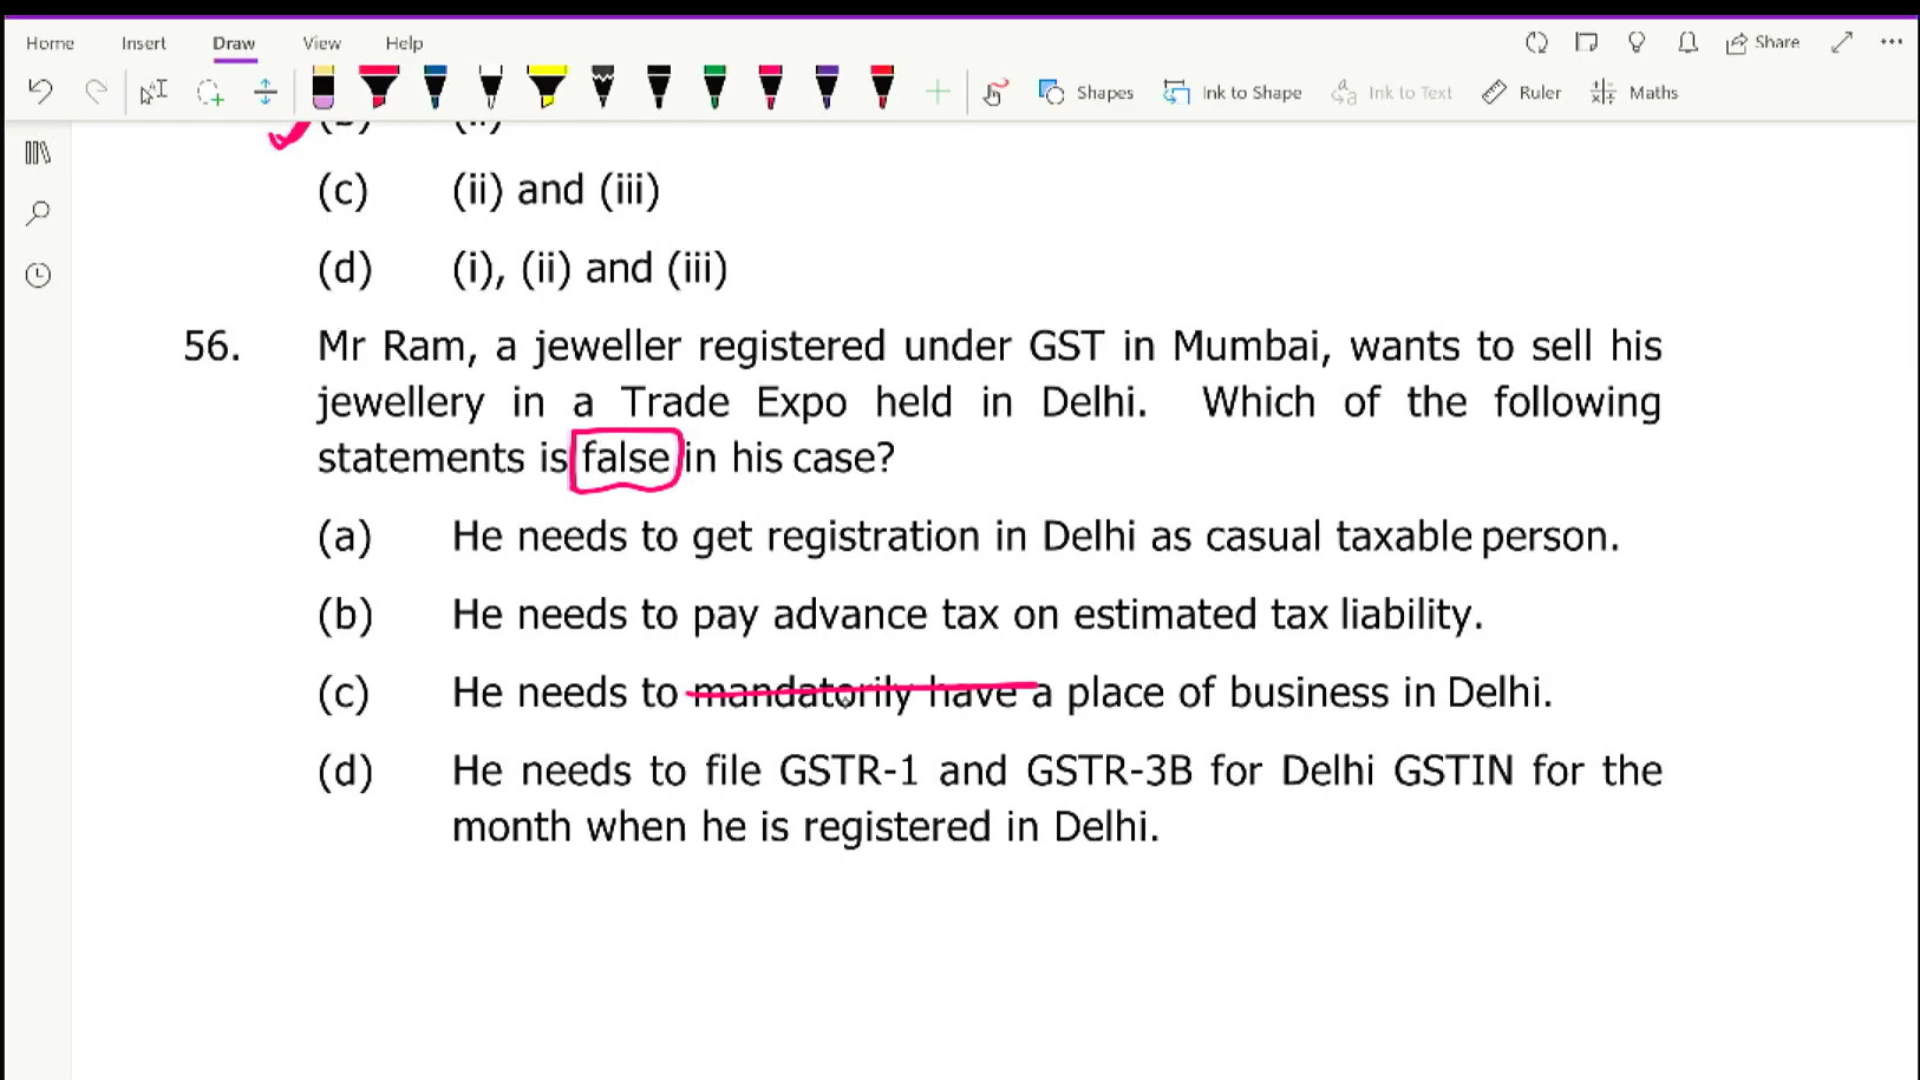 Home Insert Draw View Help Share
Shapes Ink to Shape Ink to Text Ruler Maths
(c) (ii) and (iii)
(d) (i), (ii) and (iii)
56. Mr Ram, a jeweller registered under GST in Mumbai, wants to sell his
jewellery in a Trade Expo held in Delhi. Which of the following
statements is false in his case?
(a) He needs to get registration in Delhi as casual taxable person.
(b) He needs to pay advance tax on estimated tax liability.
(c) He needs to mandatorily have a place of business in Delhi.
(d) He needs to file GSTR-1 and GSTR-3B for Delhi GSTIN for the
month when he is registered in Delhi.